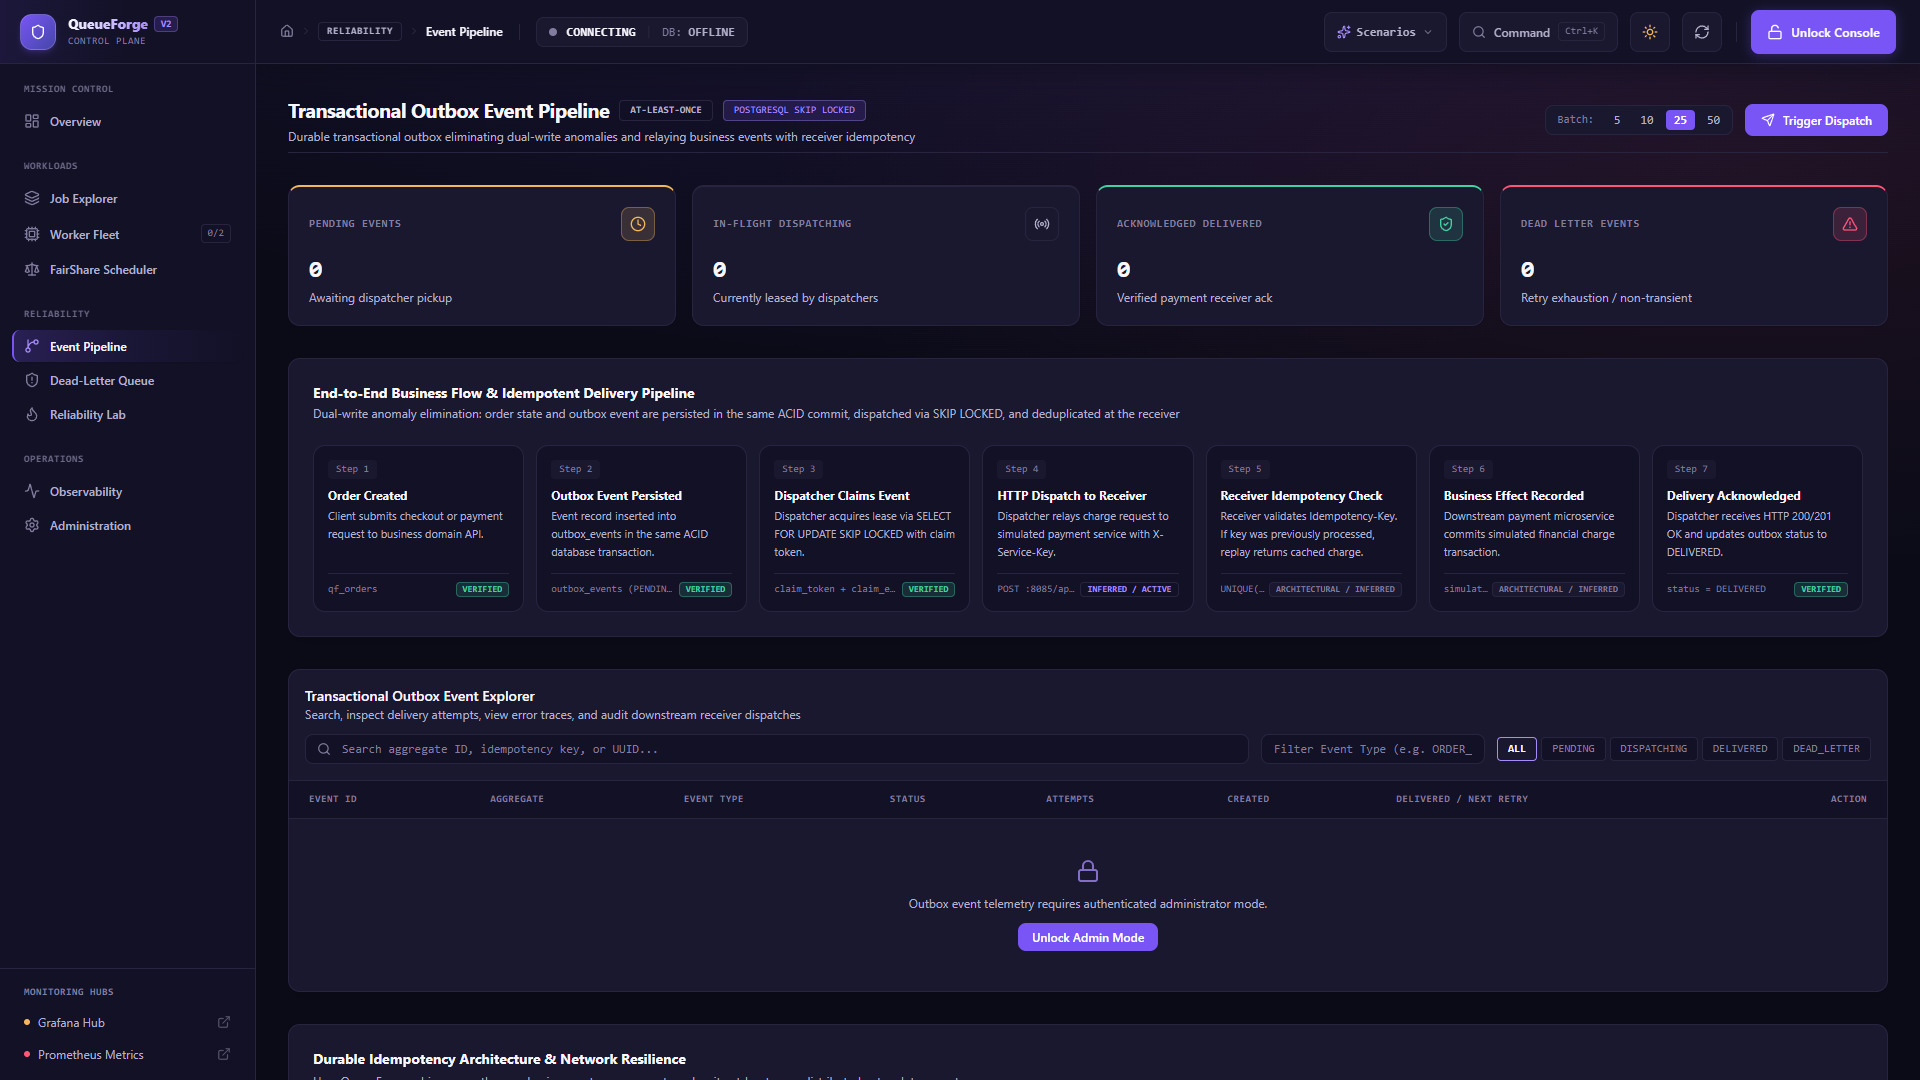 QueueForge V2
CONTROL PLANE
MISSION CONTROL
Overview
WORKLOADS
Job Explorer
Worker Fleet 0/2
FairShare Scheduler
RELIABILITY
Event Pipeline
Dead-Letter Queue
Reliability Lab
OPERATIONS
Observability
Administration
MONITORING HUBS
Grafana Hub
Prometheus Metrics
RELIABILITY Event Pipeline CONNECTING DB: OFFLINE
Scenarios Command Ctrl+K Unlock Console
Transactional Outbox Event Pipeline AT-LEAST-ONCE POSTGRESQL SKIP LOCKED
Durable transactional outbox eliminating dual-write anomalies and relaying business events with receiver idempotency
Batch: 5 10 25 50 Trigger Dispatch
PENDING EVENTS
0
Awaiting dispatcher pickup
IN-FLIGHT DISPATCHING
0
Currently leased by dispatchers
ACKNOWLEDGED DELIVERED
0
Verified payment receiver ack
DEAD LETTER EVENTS
0
Retry exhaustion / non-transient
End-to-End Business Flow & Idempotent Delivery Pipeline
Dual-write anomaly elimination: order state and outbox event are persisted in the same ACID commit, dispatched via SKIP LOCKED, and deduplicated at the receiver
Step 1
Order Created
Client submits checkout or payment
request to business domain API.
qf_orders VERIFIED
Step 2
Outbox Event Persisted
Event record inserted into
outbox_events in the same ACID
database transaction.
outbox_events (PENDIN… VERIFIED
Step 3
Dispatcher Claims Event
Dispatcher acquires lease via SELECT
FOR UPDATE SKIP LOCKED with claim
token.
claim_token + claim_e… VERIFIED
Step 4
HTTP Dispatch to Receiver
Dispatcher relays charge request to
simulated payment service with X-
Service-Key.
POST :8085/ap… INFERRED / ACTIVE
Step 5
Receiver Idempotency Check
Receiver validates Idempotency-Key.
If key was previously processed,
replay returns cached charge.
UNIQUE(… ARCHITECTURAL / INFERRED
Step 6
Business Effect Recorded
Downstream payment microservice
commits simulated financial charge
transaction.
simulat… ARCHITECTURAL / INFERRED
Step 7
Delivery Acknowledged
Dispatcher receives HTTP 200/201
OK and updates outbox status to
DELIVERED.
status = DELIVERED VERIFIED
Transactional Outbox Event Explorer
Search, inspect delivery attempts, view error traces, and audit downstream receiver dispatches
Search aggregate ID, idempotency key, or UUID... Filter Event Type (e.g. ORDER_ ALL PENDING DISPATCHING DELIVERED DEAD_LETTER
EVENT ID AGGREGATE EVENT TYPE STATUS ATTEMPTS CREATED DELIVERED / NEXT RETRY ACTION
Outbox event telemetry requires authenticated administrator mode.
Unlock Admin Mode
Durable Idempotency Architecture & Network Resilience